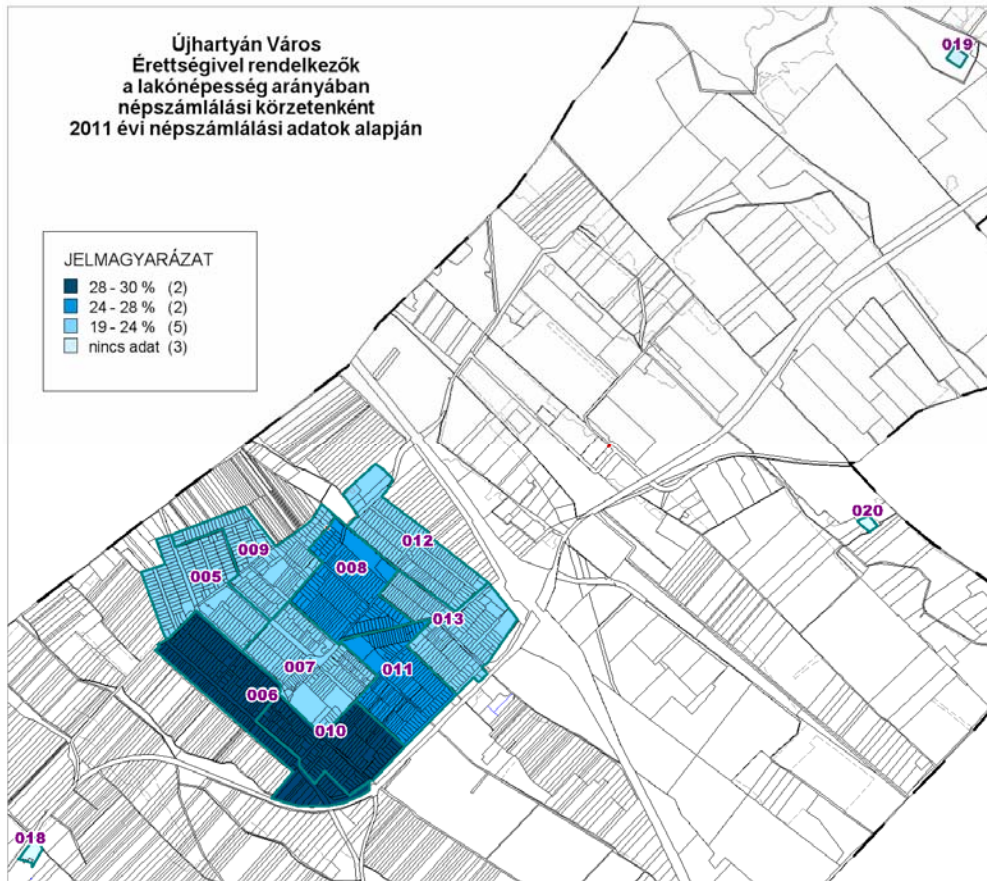 Újhartyán Város
Érettségivel rendelkezők
a lakónépesség arányában
népszámlálási körzetenként
2011 évi népszámlálási adatok alapján
019
JELMAGYARÁZAT
28 - 30 % (2)
24 - 28 % (2)
19 - 24 % (5)
nincs adat (3)
020
012
009
008
005
013
007
011
006
010
018